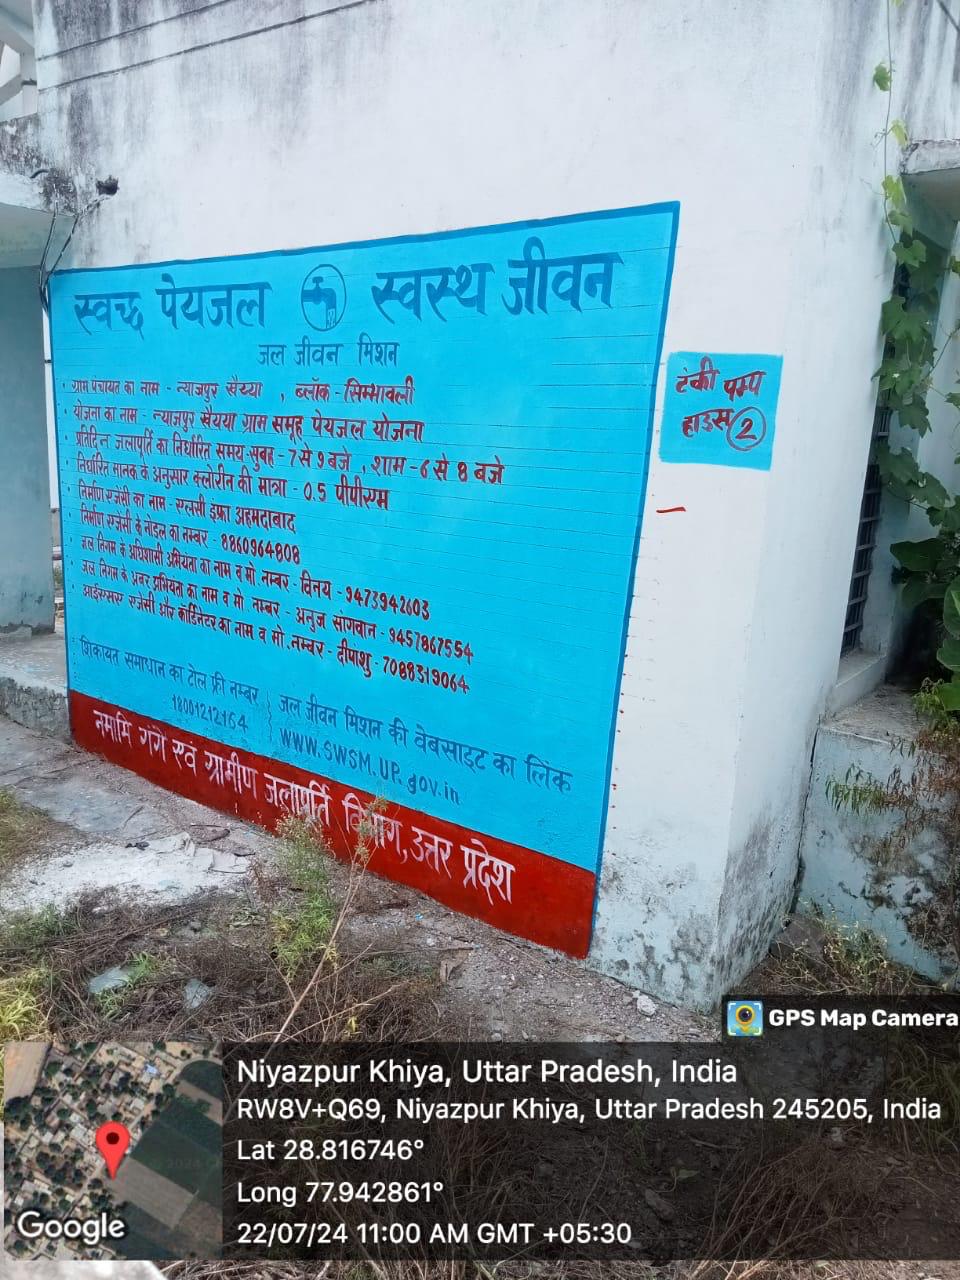 स्वच्छ पेयजल स्वस्थ जीवन
जल जीवन मिशन
• ग्राम पंचायत का नाम - न्याजपुर खैय्या , ब्लॉक - सिम्भावली
• योजना का नाम - न्याजपुर खैयया ग्राम समूह पेयजल योजना
• प्रतिदिन जलापूर्ति का निर्धारित समय-सुबह - 7 से 9 बजे , शाम - 6 से 8 बजे
• निर्धारित मानक के अनुसार क्लोरीन की मात्रा - 0.5 पीपीएम
• निर्माण एजेंसी का नाम - एलसी इंफ्रा अहमदाबाद
• निर्माण एजेंसी के नोडल का नम्बर - 8860964808
• जल निगम के अधिशासी अभियंता का नाम व मो. नम्बर - विनय - 9473942603
• जल निगम के अवर अभियंता का नाम व मो. नम्बर - अनुज सांगवान - 9457867554
• आईएसए एजेंसी और कॉर्डिनेटर का नाम व मो. नम्बर - दीपांशु - 7088319064
• शिकायत समाधान का टोल फ्री नम्बर
18001212164
जल जीवन मिशन की वेबसाइट का लिंक
WWW.SWSM.UP.gov.in
नमामि गंगे एवं ग्रामीण जलापूर्ति विभाग, उत्तर प्रदेश
टंकी पम्प
हाउस 2
GPS Map Camera
Niyazpur Khiya, Uttar Pradesh, India
RW8V+Q69, Niyazpur Khiya, Uttar Pradesh 245205, India
Lat 28.816746°
Long 77.942861°
22/07/24 11:00 AM GMT +05:30
Google